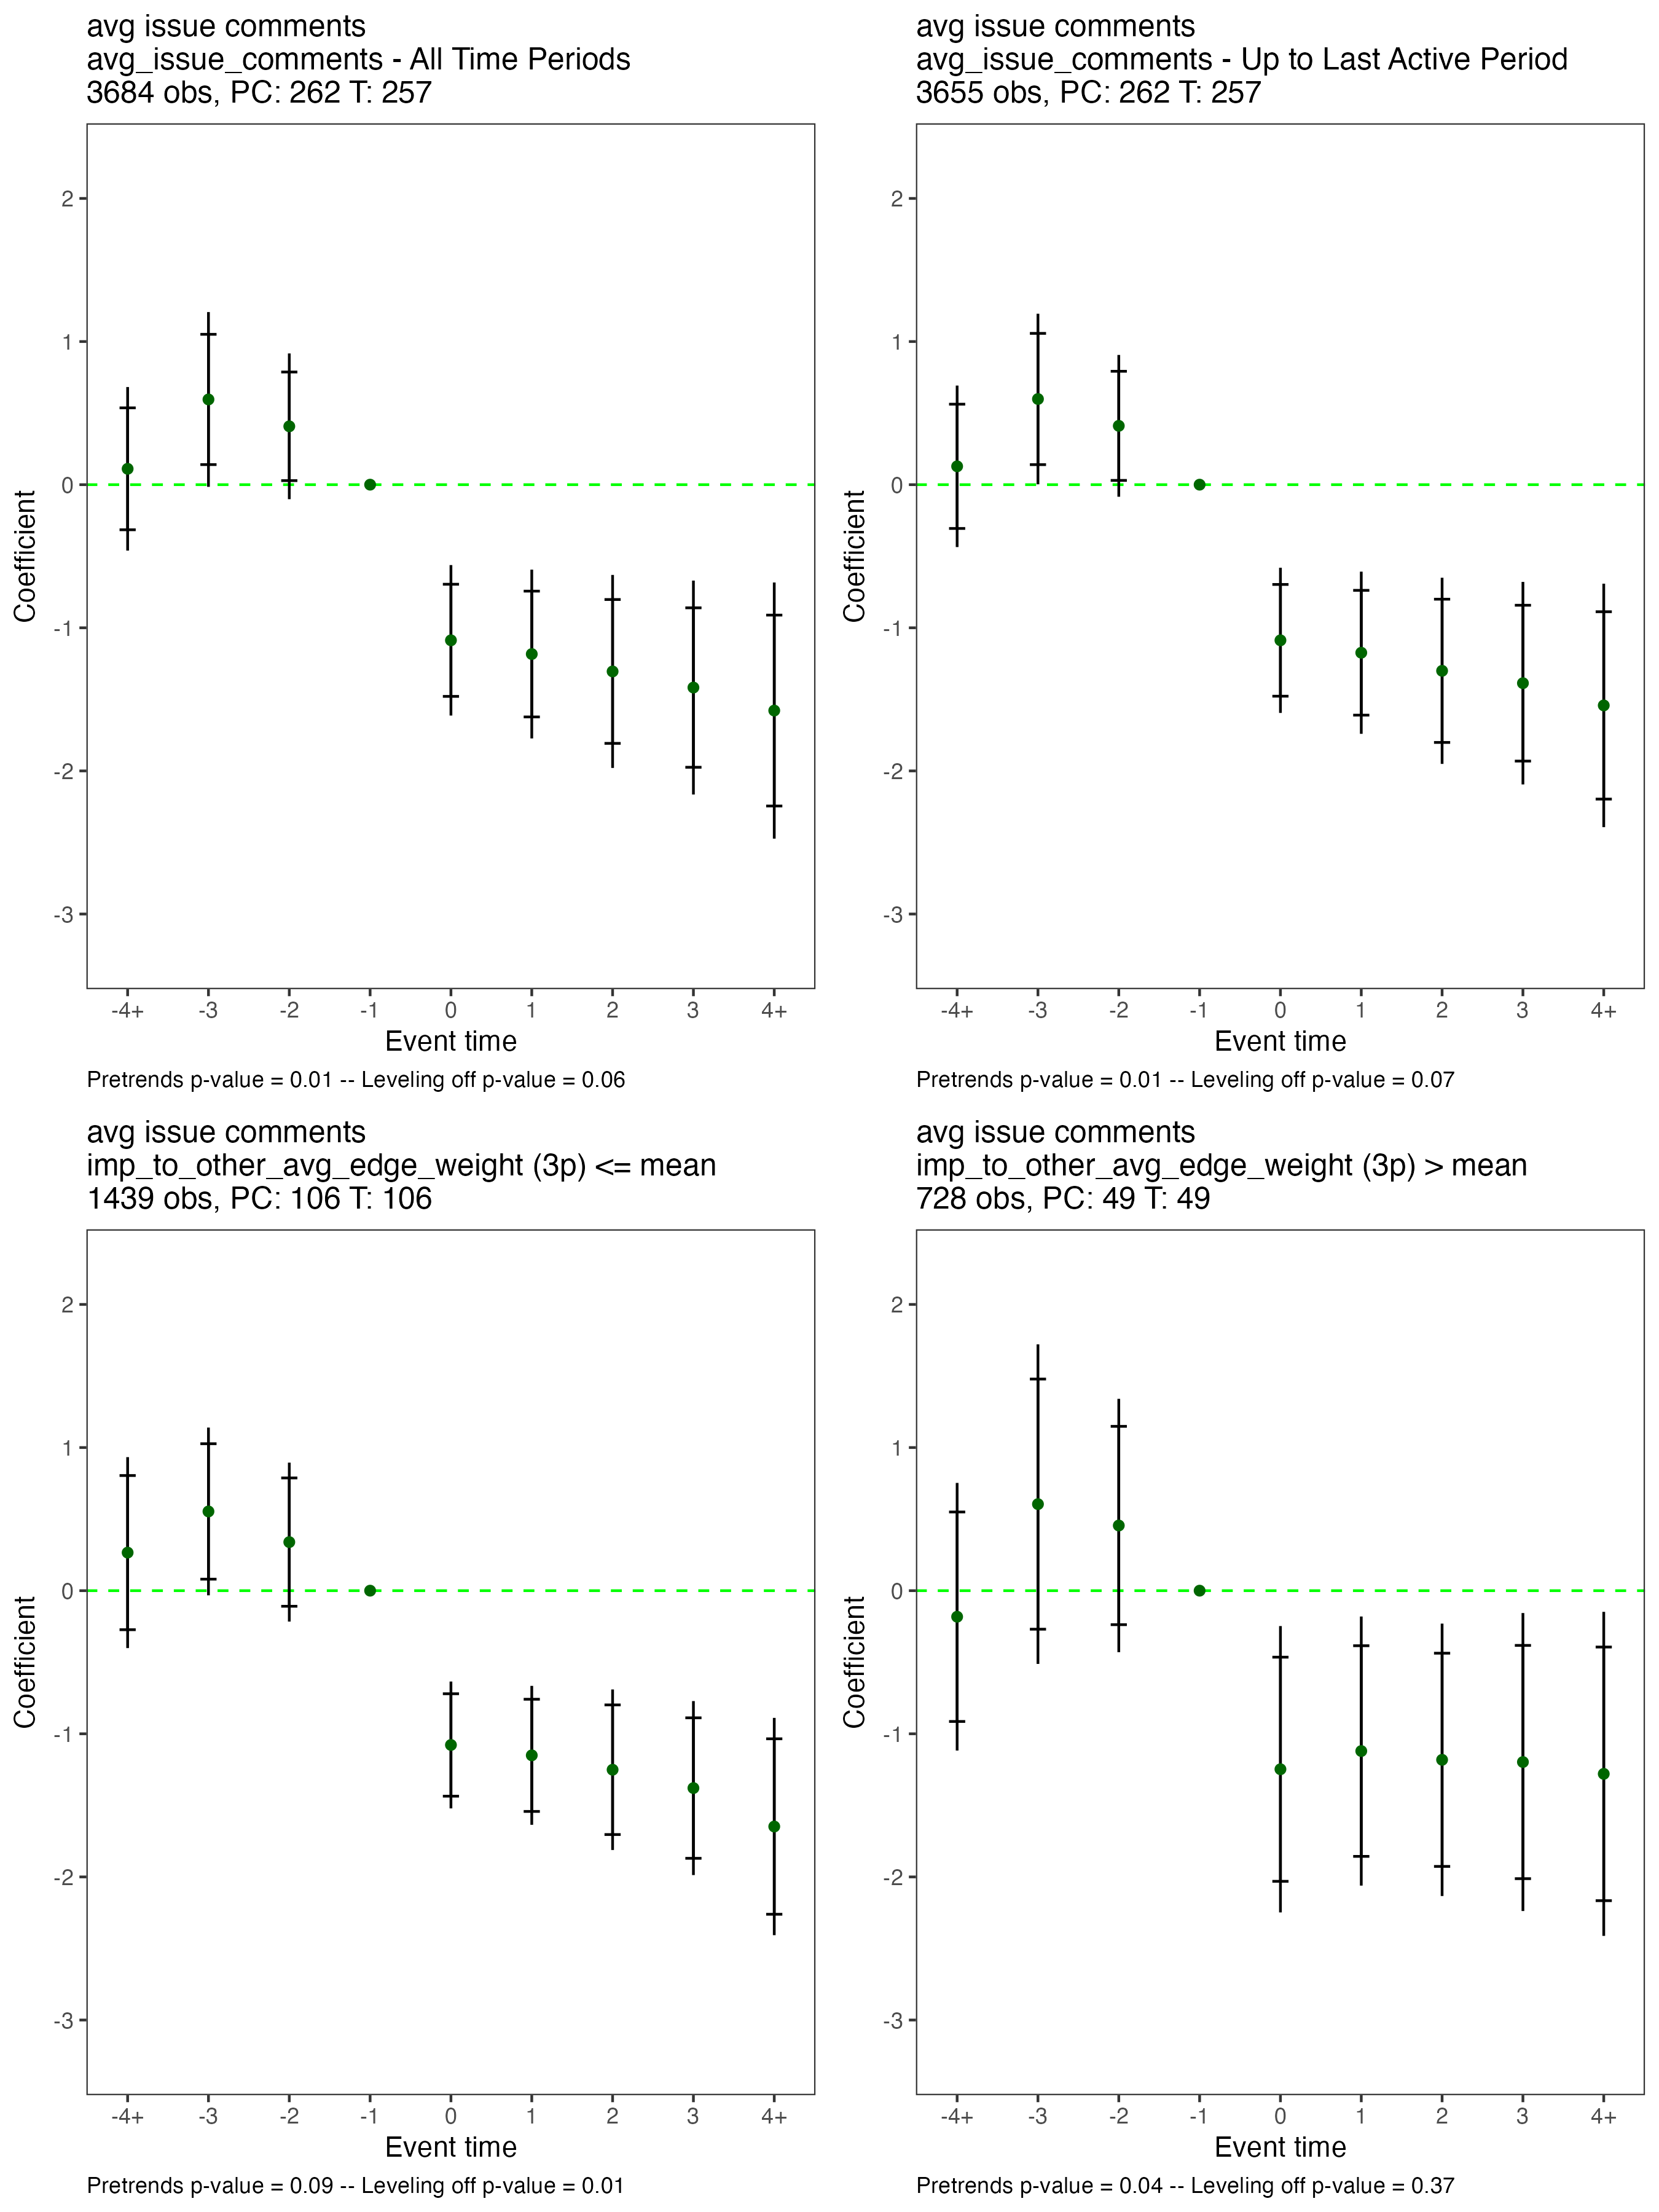 avg issue comments
avg_issue_comments - All Time Periods
3684 obs, PC: 262 T: 257
2
1
0
-1
-2
-3
Coefficient
-4+ -3 -2 -1 0 1 2 3 4+
Event time
Pretrends p-value = 0.01 -- Leveling off p-value = 0.06
avg issue comments
avg_issue_comments - Up to Last Active Period
3655 obs, PC: 262 T: 257
2
1
0
-1
-2
-3
Coefficient
-4+ -3 -2 -1 0 1 2 3 4+
Event time
Pretrends p-value = 0.01 -- Leveling off p-value = 0.07
avg issue comments
imp_to_other_avg_edge_weight (3p) <= mean
1439 obs, PC: 106 T: 106
2
1
0
-1
-2
-3
Coefficient
-4+ -3 -2 -1 0 1 2 3 4+
Event time
Pretrends p-value = 0.09 -- Leveling off p-value = 0.01
avg issue comments
imp_to_other_avg_edge_weight (3p) > mean
728 obs, PC: 49 T: 49
2
1
0
-1
-2
-3
Coefficient
-4+ -3 -2 -1 0 1 2 3 4+
Event time
Pretrends p-value = 0.04 -- Leveling off p-value = 0.37